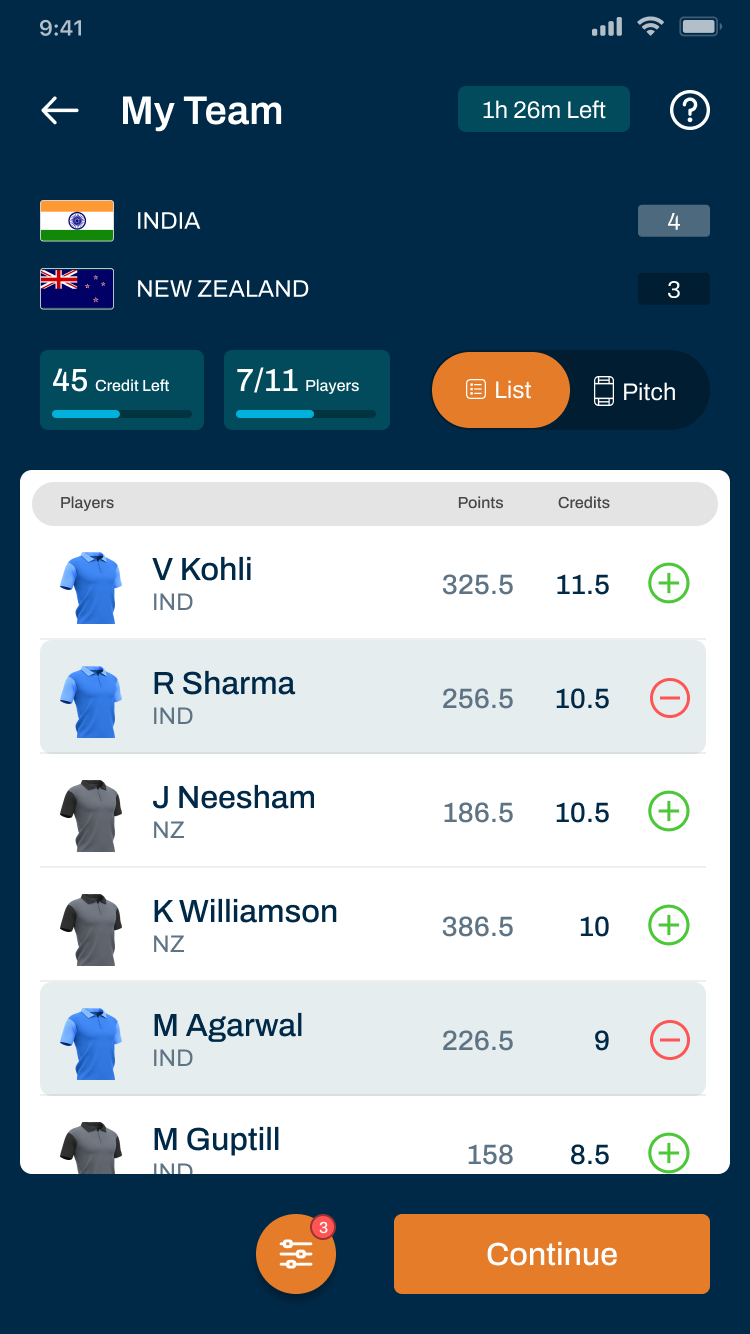 9:41
My Team
1h 26m Left
INDIA 4
NEW ZEALAND 3
45 Credit Left
7/11 Players
List
Pitch
Players Points Credits
V Kohli
IND
325.5 11.5
R Sharma
IND
256.5 10.5
J Neesham
NZ
186.5 10.5
K Williamson
NZ
386.5 10
M Agarwal
IND
226.5 9
M Guptill
IND
158 8.5
3
Continue